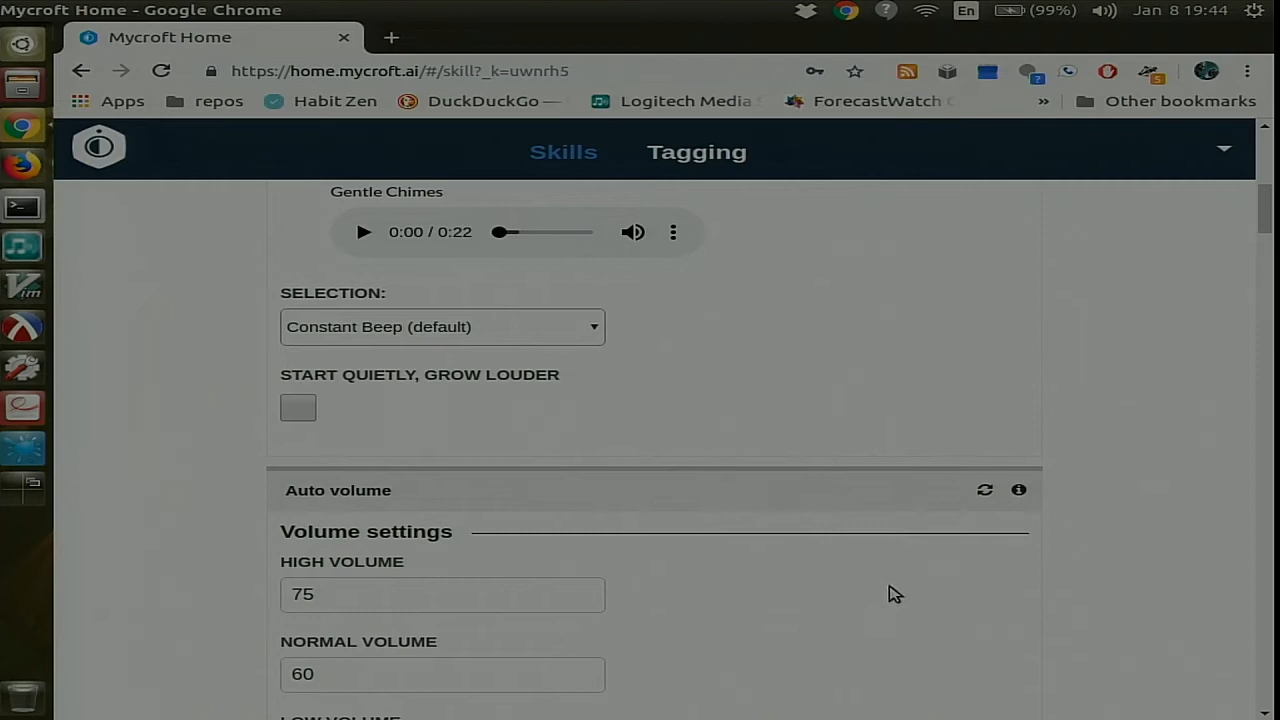 Mycroft Home - Google Chrome
En
(99%)
Jan 8 19:44
Mycroft Home
https://home.mycroft.ai/#/skill?_k=uwnrh5
Apps
repos
Habit Zen
DuckDuckGo —
Logitech Media
ForecastWatch
»
Other bookmarks
Skills
Tagging
Gentle Chimes
0:00 / 0:22
SELECTION:
Constant Beep (default)
START QUIETLY, GROW LOUDER
Auto volume
Volume settings
HIGH VOLUME
75
NORMAL VOLUME
60
LOW VOLUME